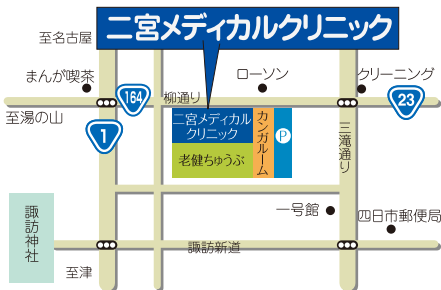 二宮メディカルクリニック
至名古屋
まんが喫茶
164
柳通り
ローソン
クリーニング
23
至湯の山
1
二宮メディカル
クリニック
老健ちゅうぶ
カンガルーム
P
三滝通り
諏訪神社
一号館
四日市郵便局
諏訪新道
至津